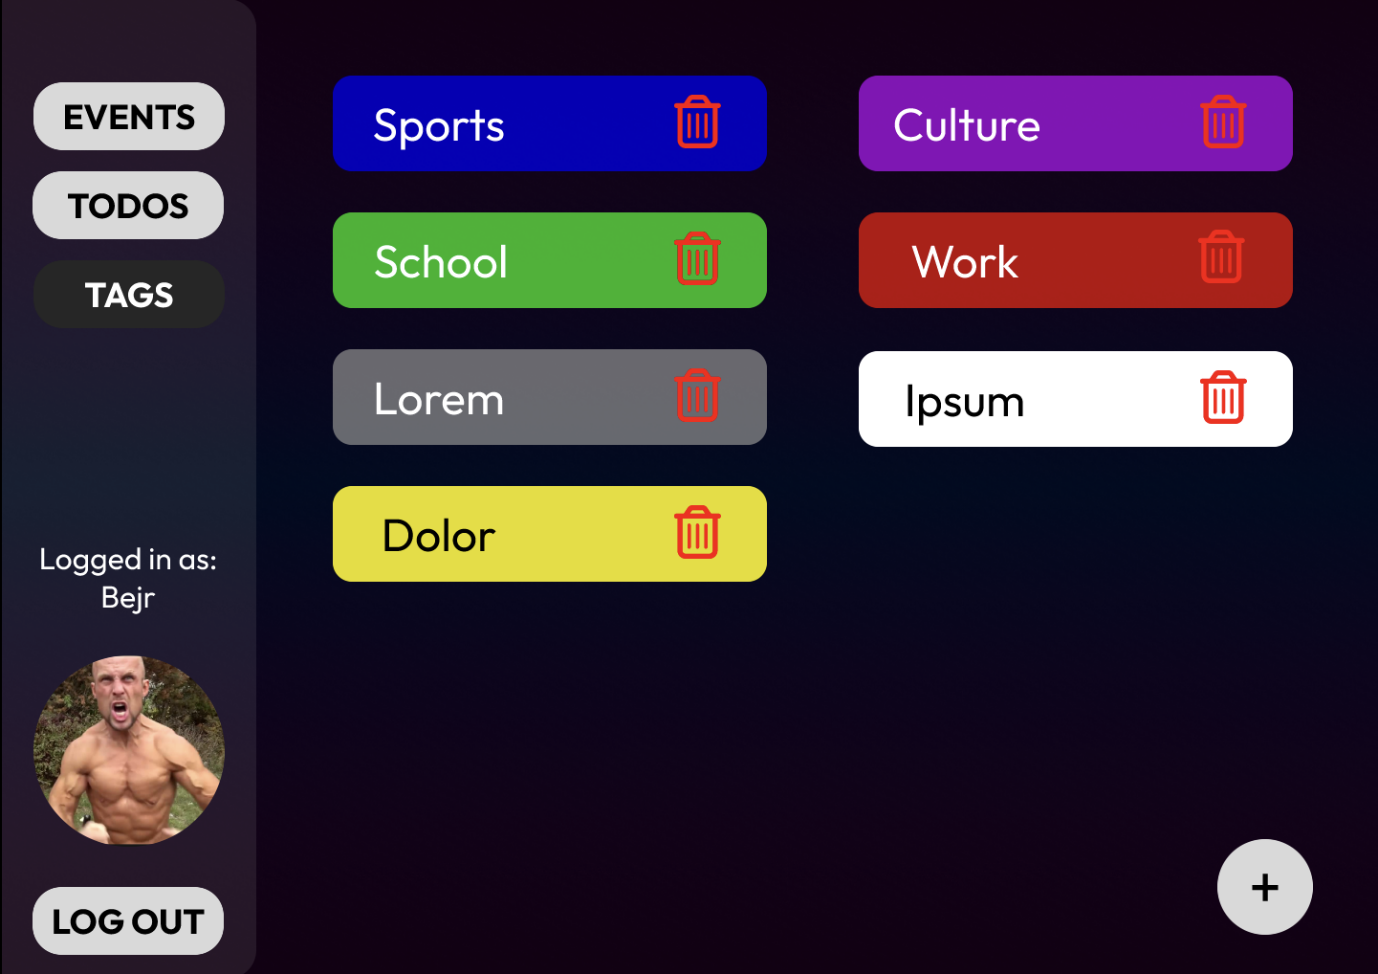 EVENTS
TODOS
TAGS
Logged in as:
Bejr
LOG OUT
Sports
Culture
School
Work
Lorem
Ipsum
Dolor
+